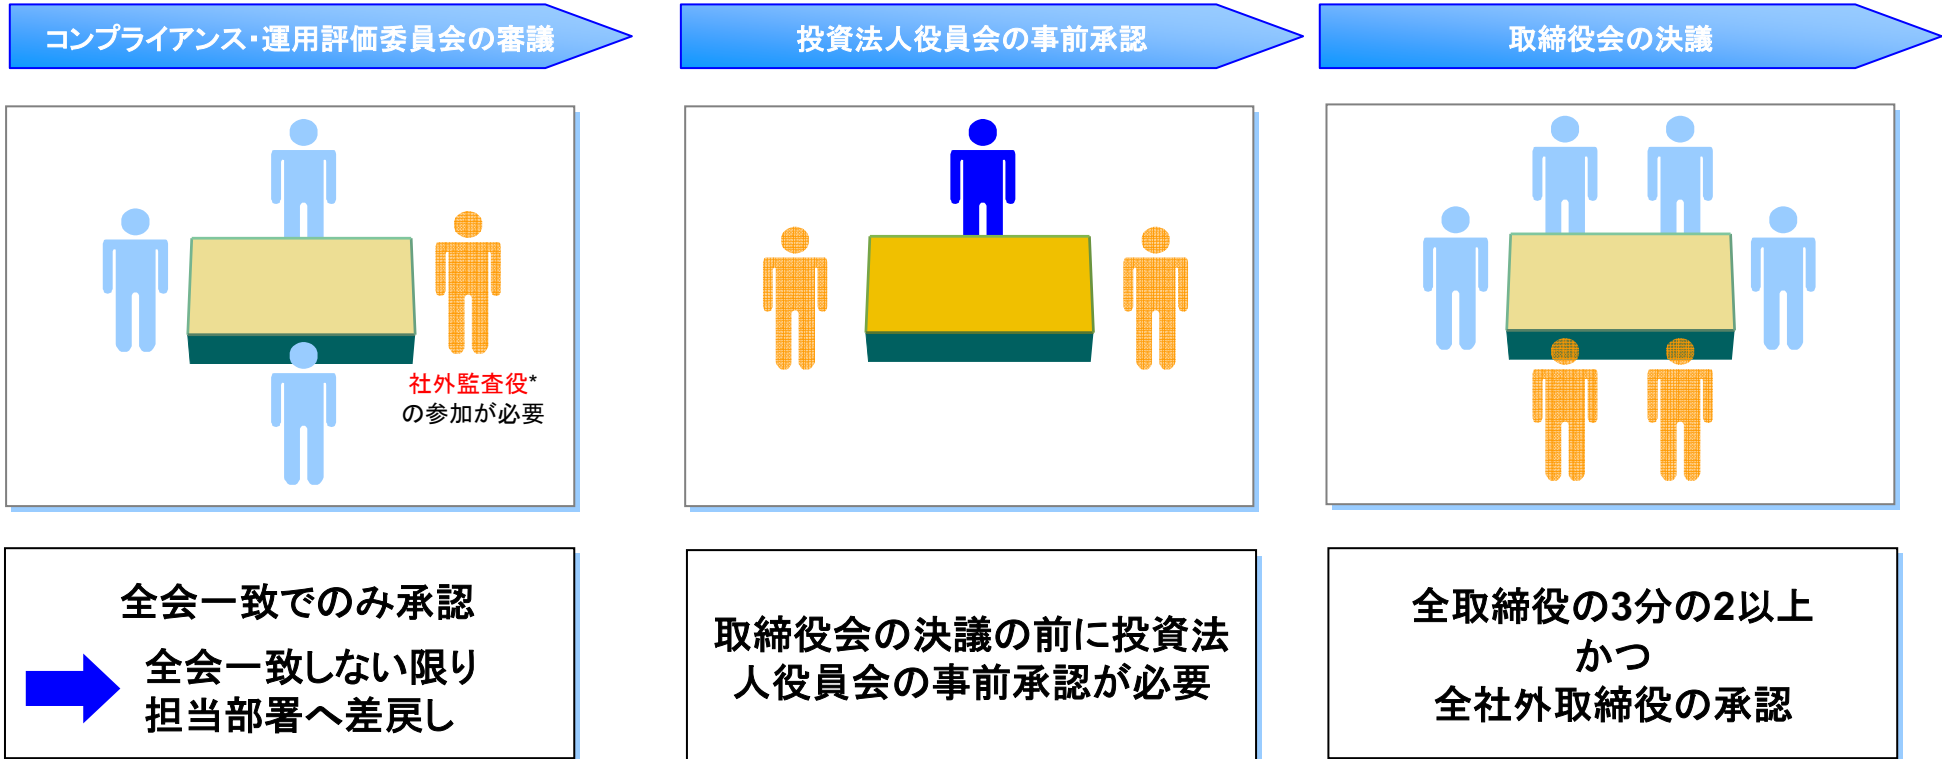 コンプライアンス・運用評価委員会の審議
投資法人役員会の事前承認
取締役会の決議
社外監査役*
の参加が必要
全会一致でのみ承認
全会一致しない限り
担当部署へ差戻し
取締役会の決議の前に投資法
人役員会の事前承認が必要
全取締役の3分の2以上
かつ
全社外取締役の承認